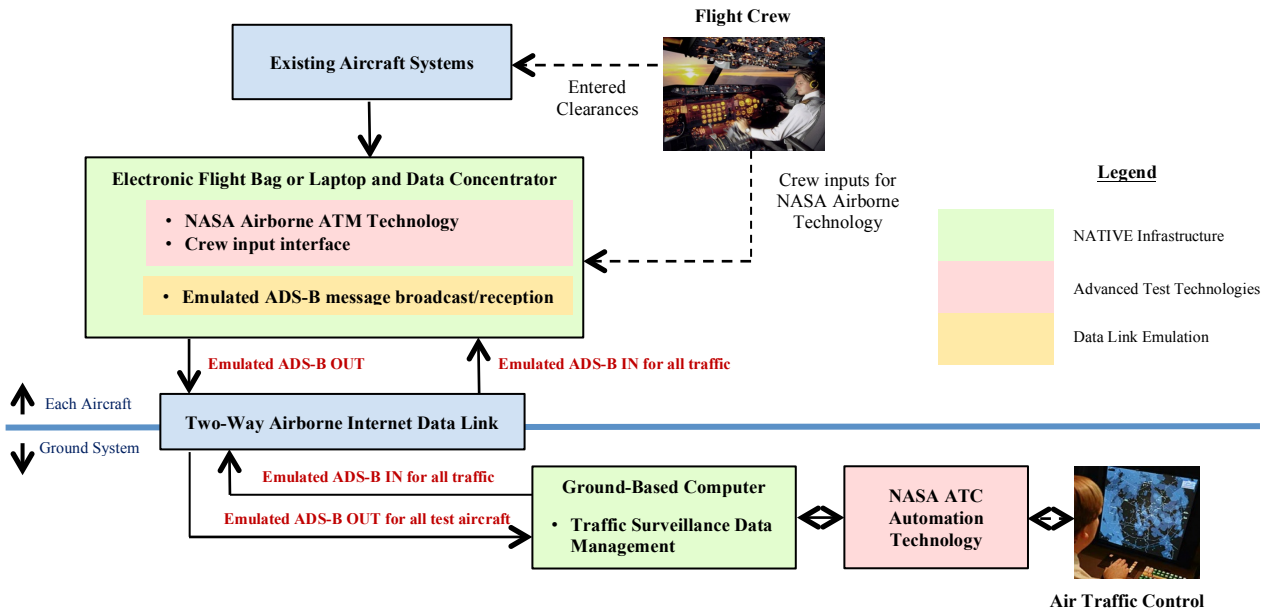 Flight Crew
Existing Aircraft Systems
Entered
Clearances
Electronic Flight Bag or Laptop and Data Concentrator
• NASA Airborne ATM Technology
• Crew input interface
• Emulated ADS-B message broadcast/reception
Crew inputs for
NASA Airborne
Technology
Legend
NATIVE Infrastructure
Advanced Test Technologies
Data Link Emulation
Emulated ADS-B OUT
Emulated ADS-B IN for all traffic
Each Aircraft
Two-Way Airborne Internet Data Link
Ground System
Emulated ADS-B IN for all traffic
Emulated ADS-B OUT for all test aircraft
Ground-Based Computer
• Traffic Surveillance Data
Management
NASA ATC
Automation
Technology
Air Traffic Control